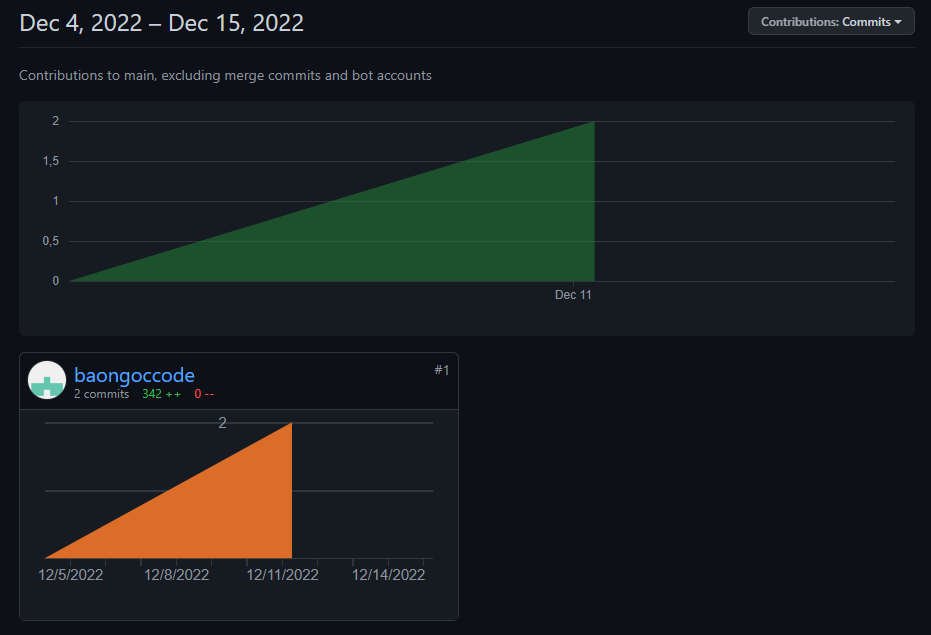 Dec 4, 2022 – Dec 15, 2022
Contributions: Commits
Contributions to main, excluding merge commits and bot accounts
2
1,5
1
0,5
0
Dec 11
baongoccode
#1
2 commits 342 ++ 0 --
2
12/5/2022 12/8/2022 12/11/2022 12/14/2022